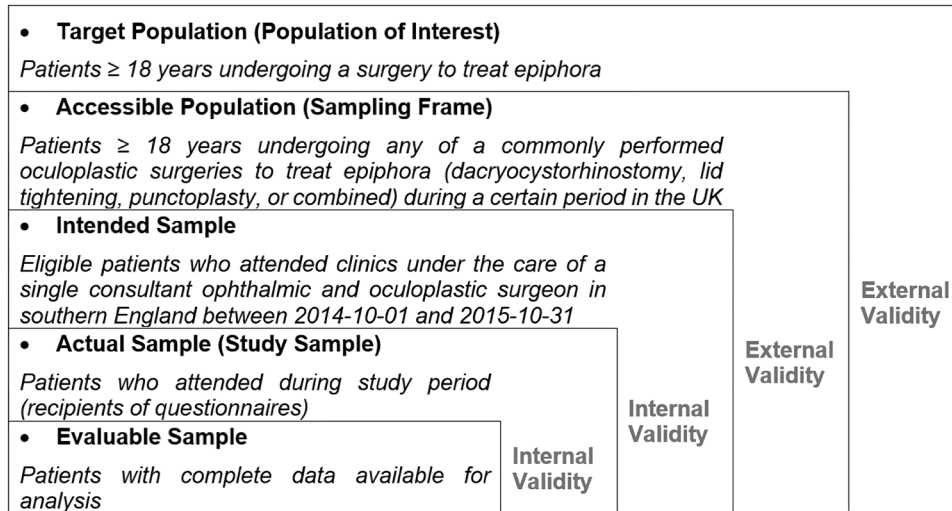 • Target Population (Population of Interest)
Patients ≥ 18 years undergoing a surgery to treat epiphora
• Accessible Population (Sampling Frame)
Patients ≥ 18 years undergoing any of a commonly performed
oculoplastic surgeries to treat epiphora (dacryocystorhinostomy, lid
tightening, punctoplasty, or combined) during a certain period in the UK
• Intended Sample
Eligible patients who attended clinics under the care of a
single consultant ophthalmic and oculoplastic surgeon in
southern England between 2014-10-01 and 2015-10-31
• Actual Sample (Study Sample)
Patients who attended during study period
(recipients of questionnaires)
• Evaluable Sample
Patients with complete data available for
analysis
Internal
Validity
Internal
Validity
External
Validity
External
Validity